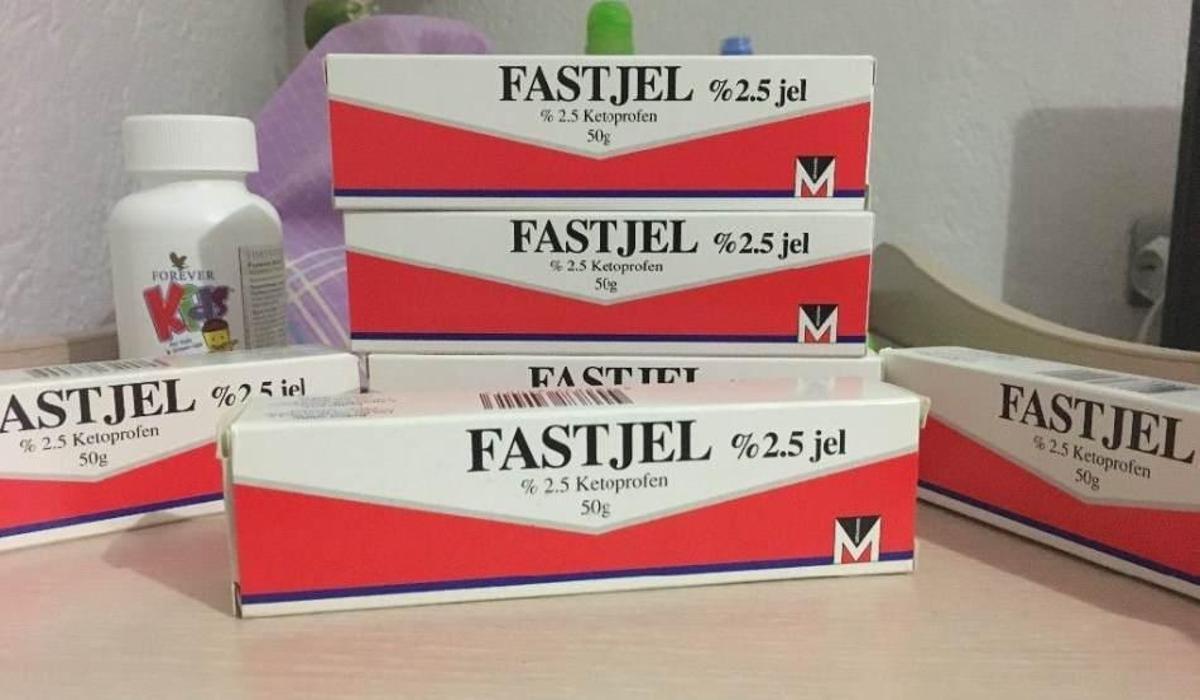 FASTJEL %2.5 jel
% 2.5 Ketoprofen
50g
M
FASTJEL %2.5 jel
% 2.5 Ketoprofen
50g
M
FOREVER
Kids
FASTJEL
ASTJEL %2.5 jel
% 2.5 Ketoprofen
50g
FASTJEL %2.5 jel
% 2.5 Ketoprofen
50g
M
FASTJEL
% 2.5 Ketoprofen
50g